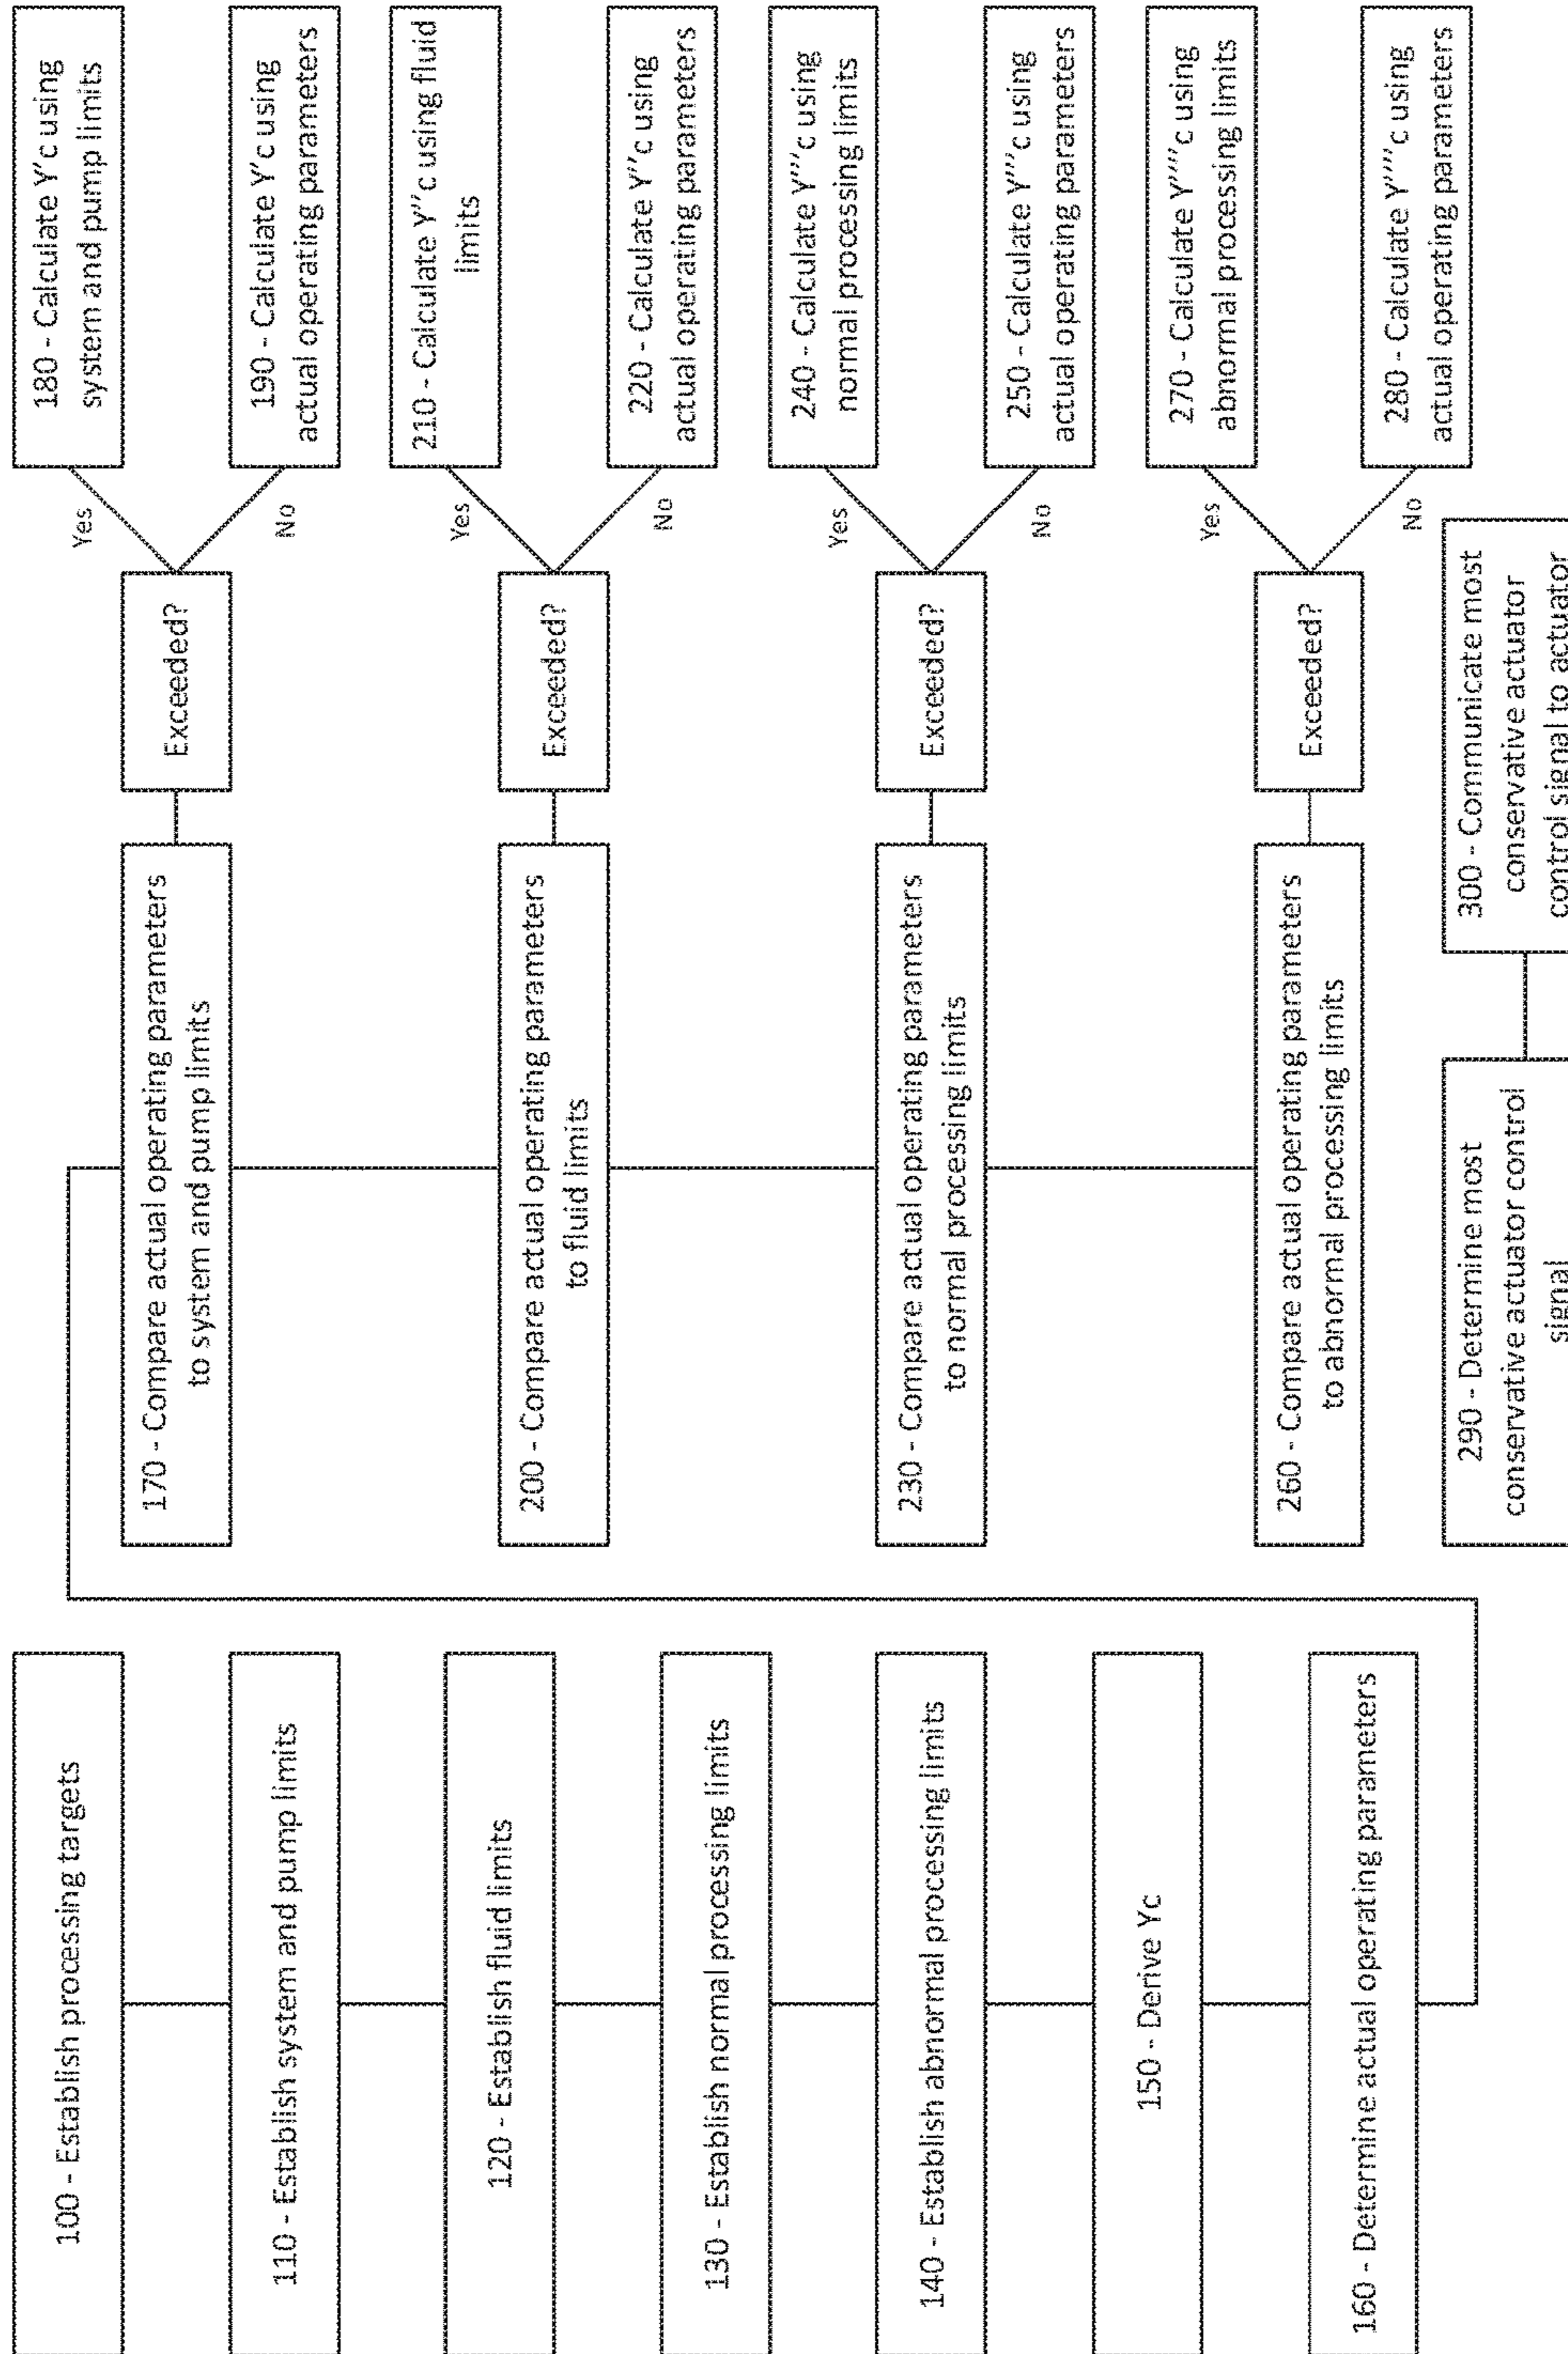 100 - Establish processing targets
110 - Establish system and pump limits
120 - Establish fluid limits
130 - Establish normal processing limits
140 - Establish abnormal processing limits
150 - Derive Yc
160 - Determine actual operating parameters
170 - Compare actual operating parameters
to system and pump limits
Exceeded?
Yes
No
180 - Calculate Y'c using
system and pump limits
190 - Calculate Y'c using
actual operating parameters
200 - Compare actual operating parameters
to fluid limits
Exceeded?
Yes
No
210 - Calculate Y''c using fluid
limits
220 - Calculate Y''c using
actual operating parameters
230 - Compare actual operating parameters
to normal processing limits
Exceeded?
Yes
No
240 - Calculate Y'''c using
normal processing limits
250 - Calculate Y'''c using
actual operating parameters
260 - Compare actual operating parameters
to abnormal processing limits
Exceeded?
Yes
No
270 - Calculate Y''''c using
abnormal processing limits
280 - Calculate Y''''c using
actual operating parameters
290 - Determine most
conservative actuator control
signal
300 - Communicate most
conservative actuator
control signal to actuator